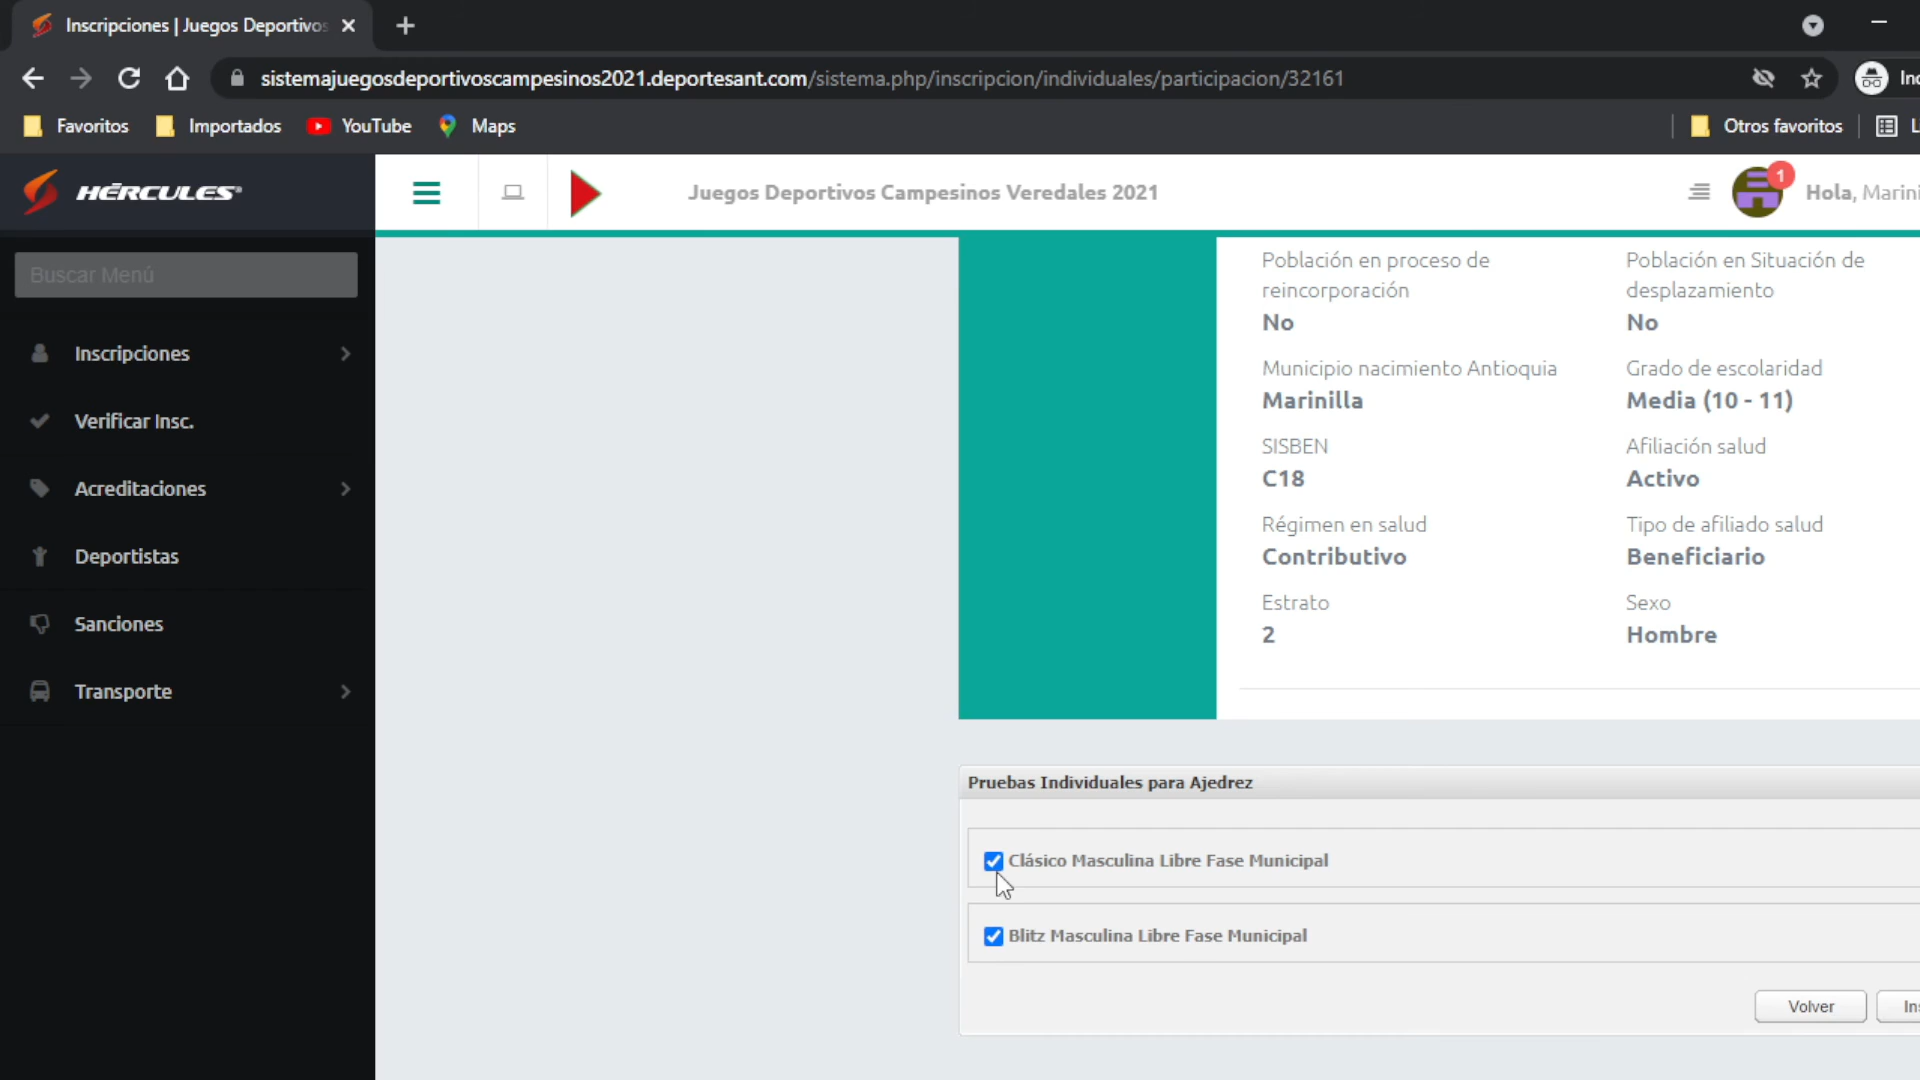 Inscripciones | Juegos Deportivos
sistemajuegosdeportivoscampesinos2021.deportesant.com/sistema.php/inscripcion/individuales/participacion/32161
Favoritos
Importados
YouTube
Maps
Otros favoritos
HÉRCULES®
Juegos Deportivos Campesinos Veredales 2021
1
Hola, Marini
Buscar Menú
Inscripciones
Verificar Insc.
Acreditaciones
Deportistas
Sanciones
Transporte
Población en proceso de
reincorporación
No
Población en Situación de
desplazamiento
No
Municipio nacimiento Antioquia
Marinilla
Grado de escolaridad
Media (10 - 11)
SISBEN
C18
Afiliación salud
Activo
Régimen en salud
Contributivo
Tipo de afiliado salud
Beneficiario
Estrato
2
Sexo
Hombre
Pruebas Individuales para Ajedrez
Clásico Masculina Libre Fase Municipal
Blitz Masculina Libre Fase Municipal
Volver